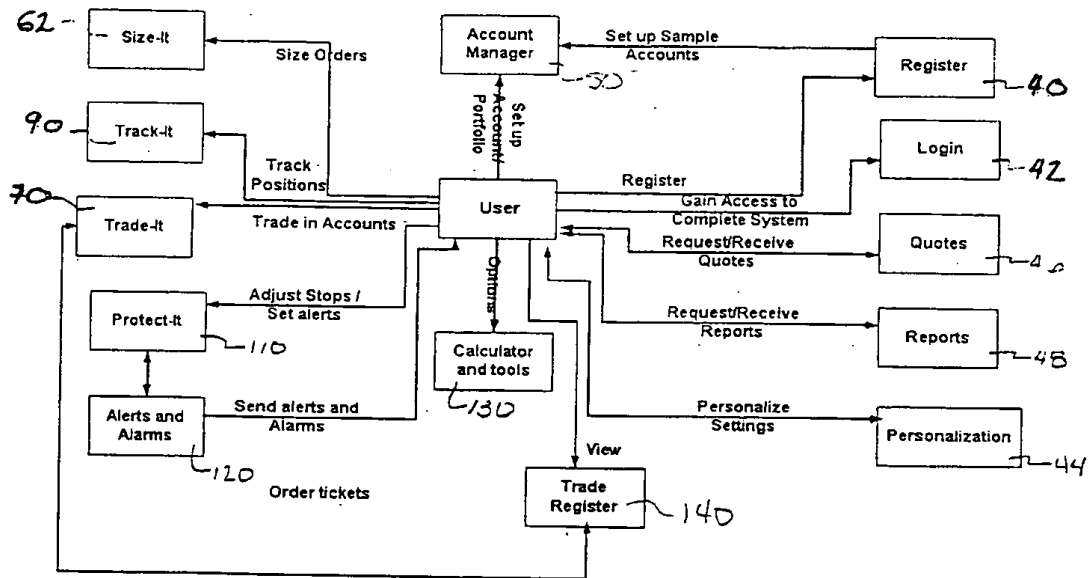 62
Size-It
Size Orders
Account
Manager
50
Set up Sample
Accounts
Register
40
90
Track-It
Track
Positions
Set up
Account/
Portfolio
Login
42
70
Trade-It
Trade in Accounts
User
Register
Gain Access to
Complete System
Request/Receive
Quotes
Quotes
Adjust Stops /
Set alerts
Protect-It
110
Options
Calculator
and tools
130
Request/Receive
Reports
Reports
48
Alerts and
Alarms
120
Send alerts and
Alarms
Personalize
Settings
Personalization
44
View
Order tickets
Trade
Register
140